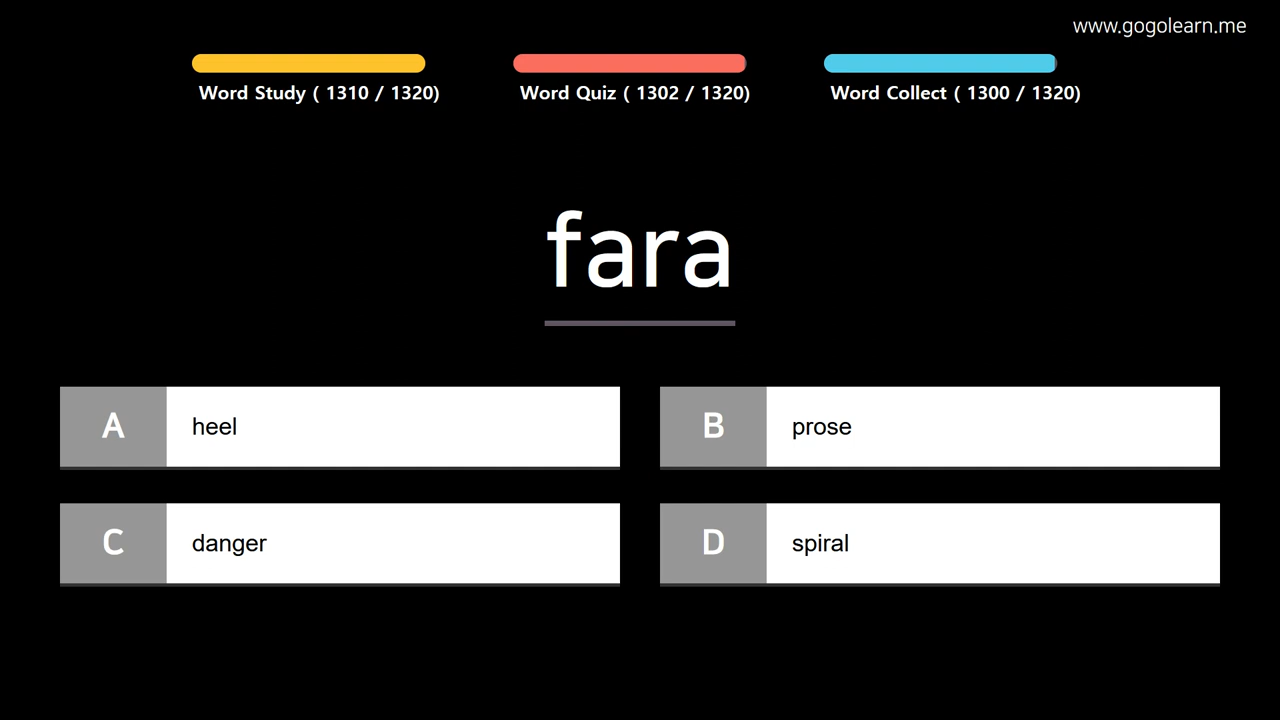 www.gogolearn.me
Word Study ( 1310 / 1320)
Word Quiz ( 1302 / 1320)
Word Collect ( 1300 / 1320)
fara
A heel
B prose
C danger
D spiral